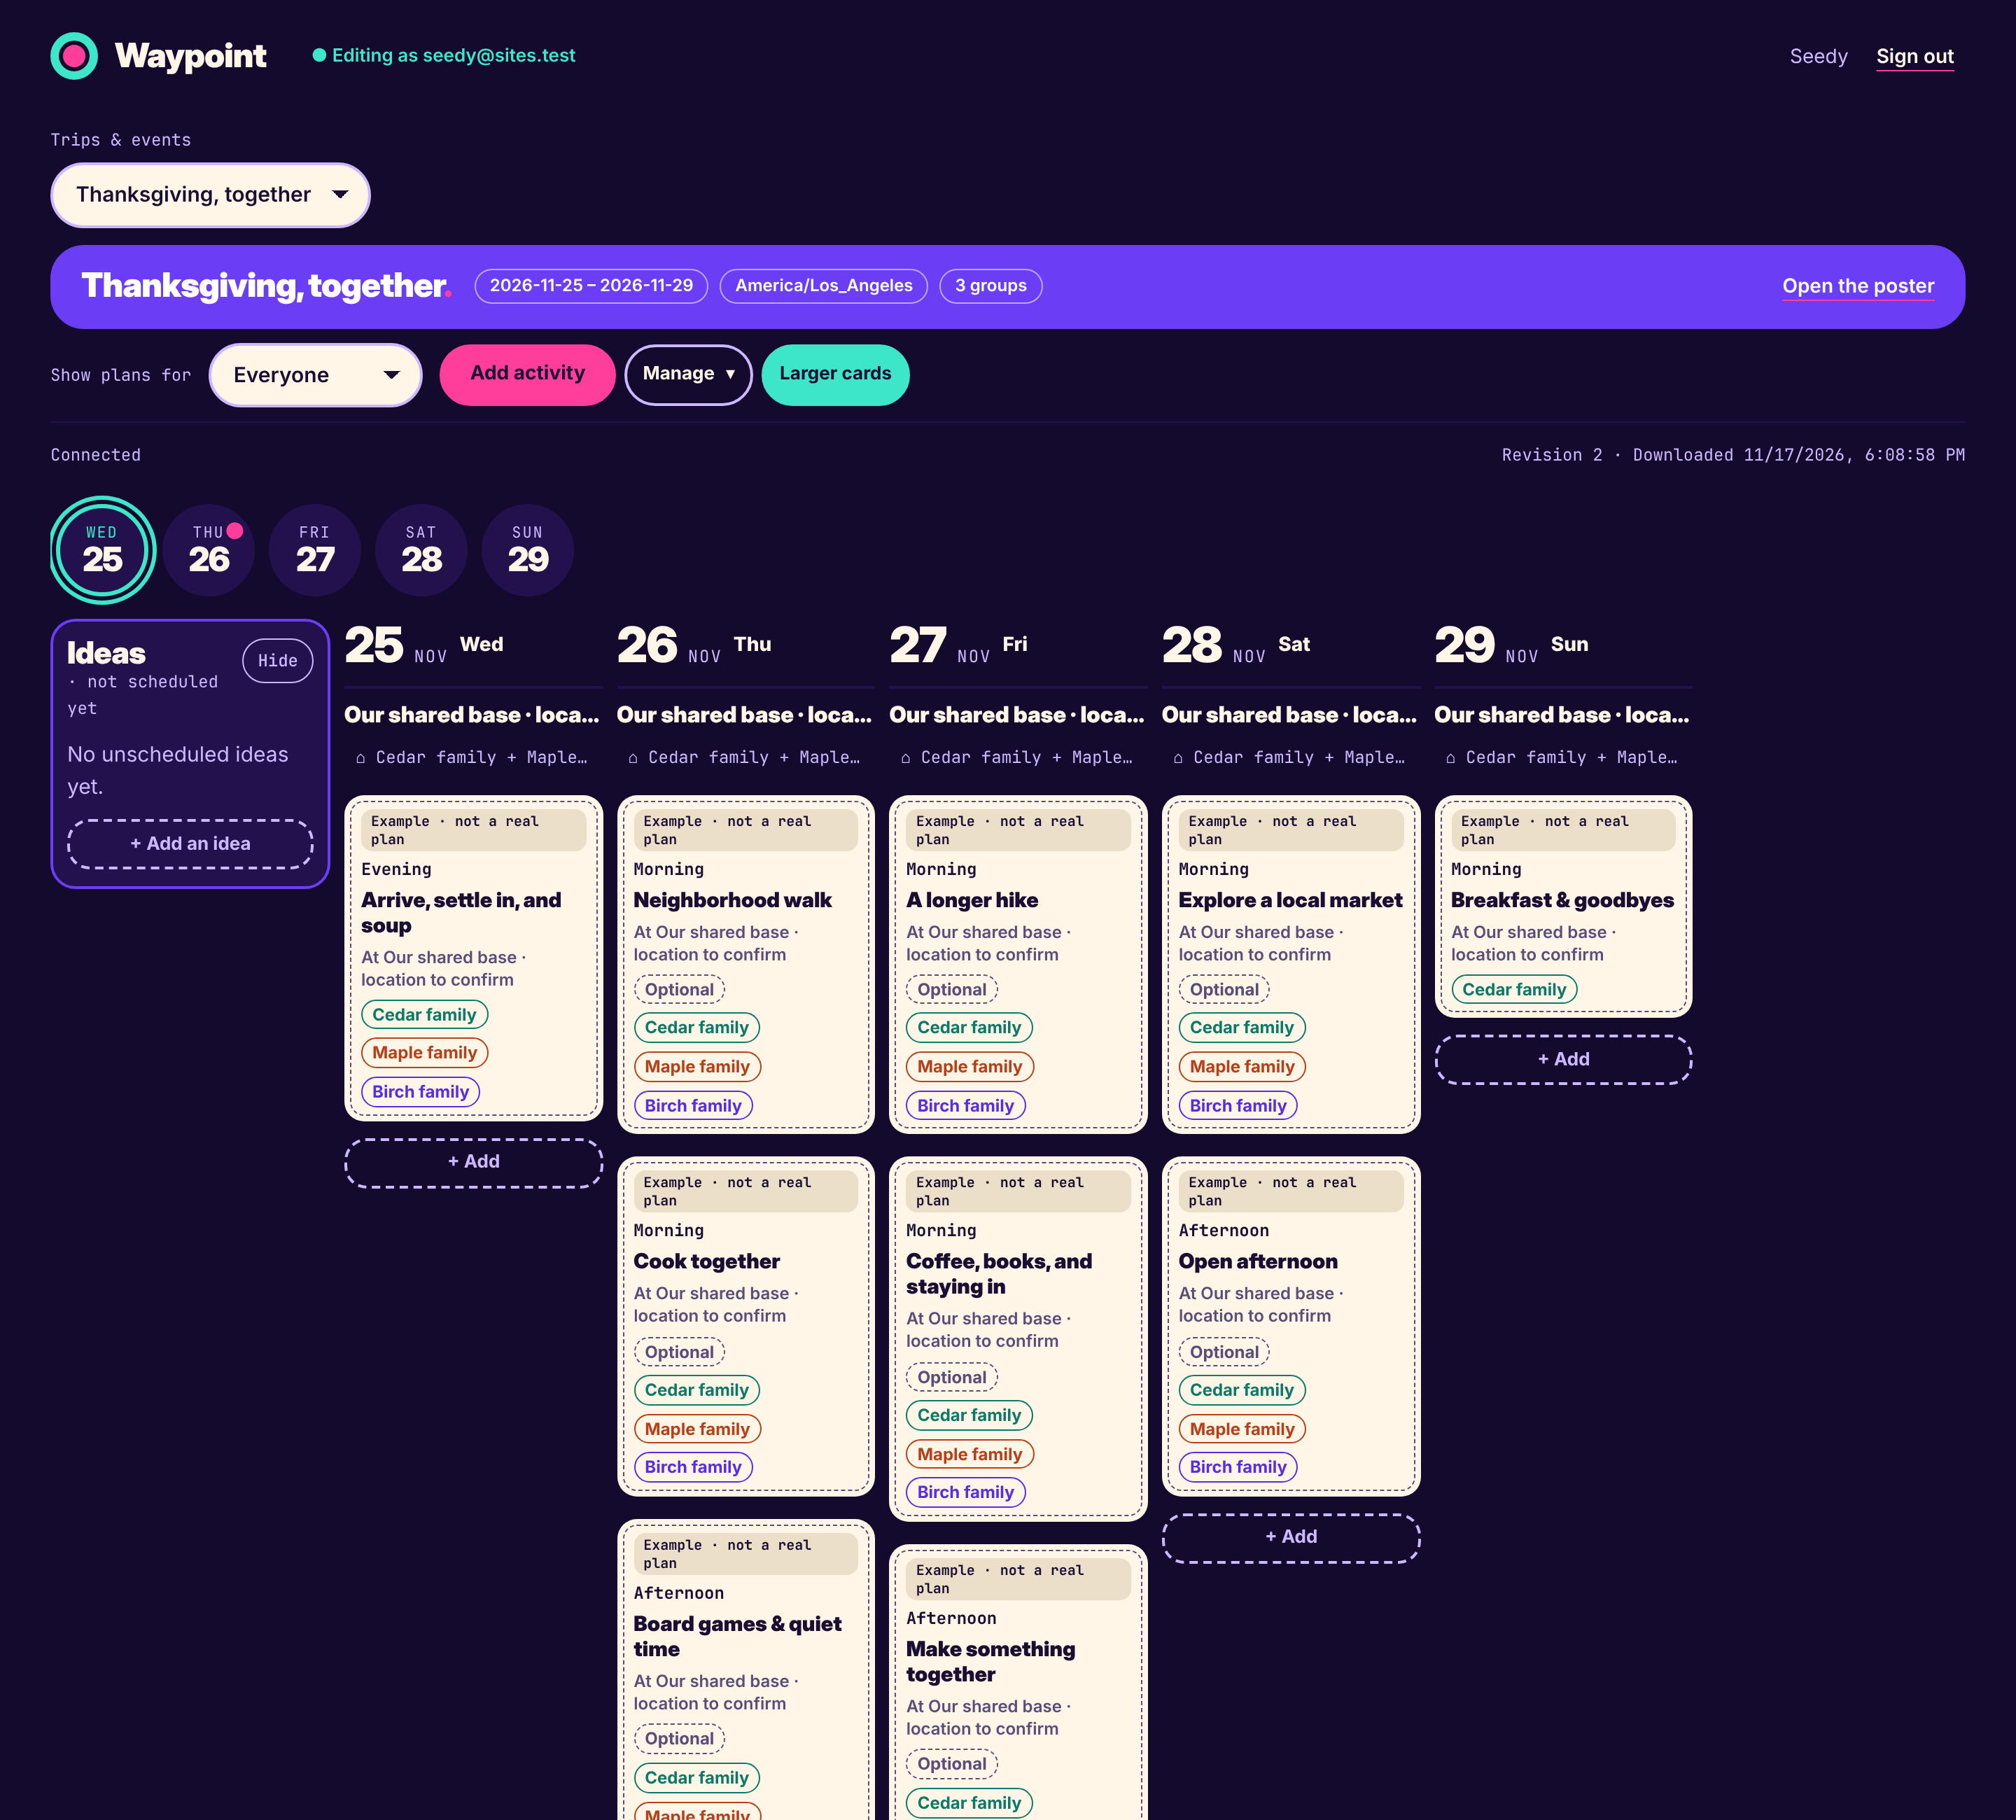 Waypoint
Editing as seedy@sites.test
Seedy
Sign out
Trips & events
Thanksgiving, together
Thanksgiving, together.
2026-11-25 – 2026-11-29
America/Los_Angeles
3 groups
Open the poster
Show plans for
Everyone
Add activity
Manage ▾
Larger cards
Connected
Revision 2 · Downloaded 11/17/2026, 6:08:58 PM
WED
25
THU
26
FRI
27
SAT
28
SUN
29
Ideas
· not scheduled
yet
Hide
No unscheduled ideas
yet.
+ Add an idea
25 NOV Wed
Our shared base · loca...
⌂ Cedar family + Maple…
Example · not a real
plan
Evening
Arrive, settle in, and
soup
At Our shared base ·
location to confirm
Cedar family
Maple family
Birch family
+ Add
26 NOV Thu
Our shared base · loca...
⌂ Cedar family + Maple…
Example · not a real
plan
Morning
Neighborhood walk
At Our shared base ·
location to confirm
Optional
Cedar family
Maple family
Birch family
Example · not a real
plan
Morning
Cook together
At Our shared base ·
location to confirm
Optional
Cedar family
Maple family
Birch family
Example · not a real
plan
Afternoon
Board games & quiet
time
At Our shared base ·
location to confirm
Optional
Cedar family
Maple family
27 NOV Fri
Our shared base · loca...
⌂ Cedar family + Maple…
Example · not a real
plan
Morning
A longer hike
At Our shared base ·
location to confirm
Optional
Cedar family
Maple family
Birch family
Example · not a real
plan
Morning
Coffee, books, and
staying in
At Our shared base ·
location to confirm
Optional
Cedar family
Maple family
Birch family
Example · not a real
plan
Afternoon
Make something
together
At Our shared base ·
location to confirm
Optional
Cedar family
28 NOV Sat
Our shared base · loca...
⌂ Cedar family + Maple…
Example · not a real
plan
Morning
Explore a local market
At Our shared base ·
location to confirm
Optional
Cedar family
Maple family
Birch family
Example · not a real
plan
Afternoon
Open afternoon
At Our shared base ·
location to confirm
Optional
Cedar family
Maple family
Birch family
+ Add
29 NOV Sun
Our shared base · loca...
⌂ Cedar family + Maple…
Example · not a real
plan
Morning
Breakfast & goodbyes
At Our shared base ·
location to confirm
Cedar family
+ Add